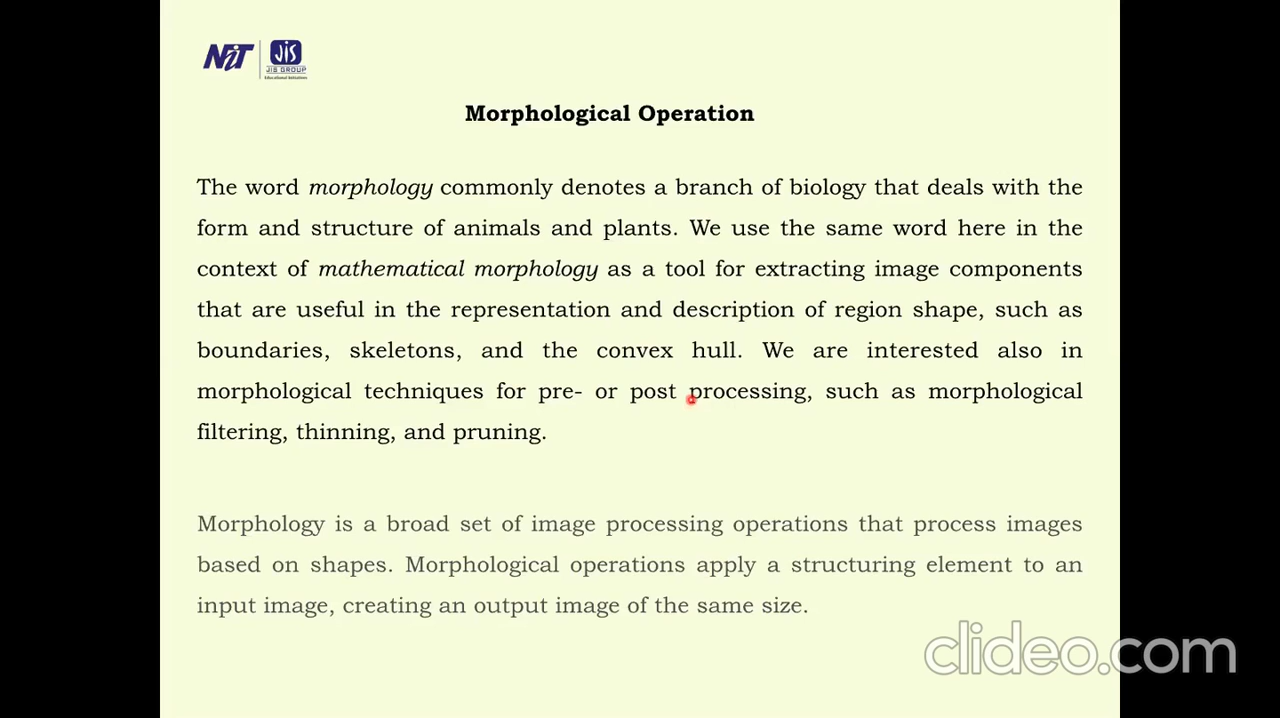 NiT JIS
JIS GROUP
Educational Initiatives
Morphological Operation
The word morphology commonly denotes a branch of biology that deals with the
form and structure of animals and plants. We use the same word here in the
context of mathematical morphology as a tool for extracting image components
that are useful in the representation and description of region shape, such as
boundaries, skeletons, and the convex hull. We are interested also in
morphological techniques for pre- or post processing, such as morphological
filtering, thinning, and pruning.
Morphology is a broad set of image processing operations that process images
based on shapes. Morphological operations apply a structuring element to an
input image, creating an output image of the same size.
clideo.com